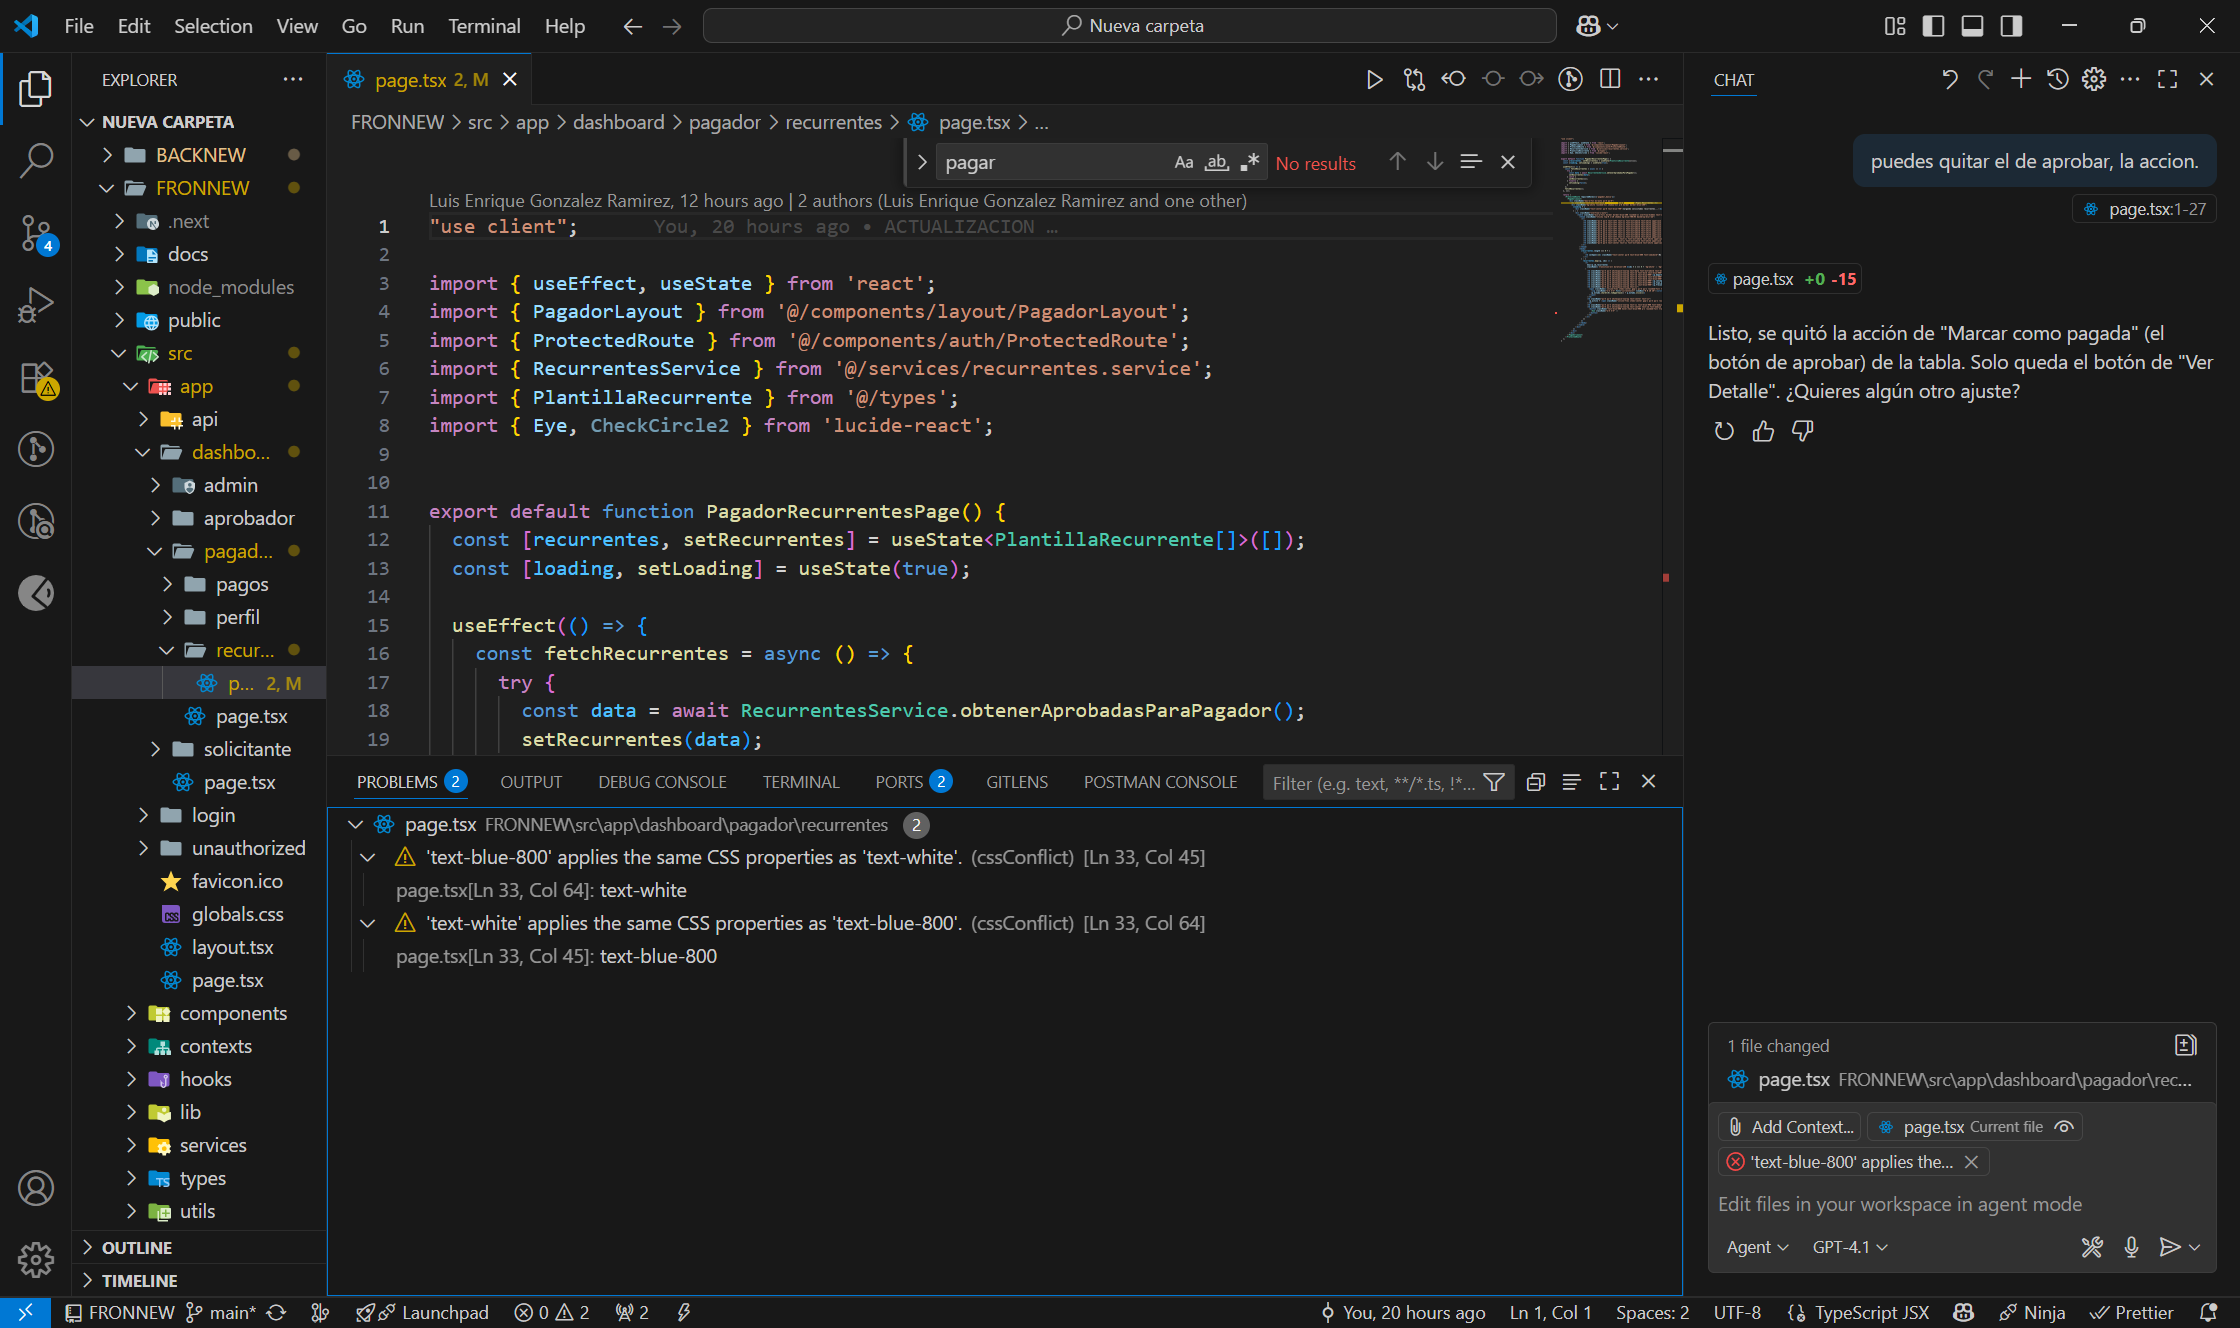 File Edit Selection View Go Run Terminal Help
Nueva carpeta
EXPLORER
NUEVA CARPETA
BACKNEW
FRONNEW
.next
docs
node_modules
public
src
app
api
dashbo...
admin
aprobador
pagad...
pagos
perfil
recur...
p... 2, M
page.tsx
solicitante
page.tsx
login
unauthorized
favicon.ico
globals.css
layout.tsx
page.tsx
components
contexts
hooks
lib
services
types
utils
OUTLINE
TIMELINE
4
page.tsx 2, M
FRONNEW > src > app > dashboard > pagador > recurrentes > page.tsx > ...
pagar
Aa ab .*
No results
Luis Enrique Gonzalez Ramirez, 12 hours ago | 2 authors (Luis Enrique Gonzalez Ramirez and one other)
1 "use client"; You, 20 hours ago • ACTUALIZACION …
2
3 import { useEffect, useState } from 'react';
4 import { PagadorLayout } from '@/components/layout/PagadorLayout';
5 import { ProtectedRoute } from '@/components/auth/ProtectedRoute';
6 import { RecurrentesService } from '@/services/recurrentes.service';
7 import { PlantillaRecurrente } from '@/types';
8 import { Eye, CheckCircle2 } from 'lucide-react';
9
10
11 export default function PagadorRecurrentesPage() {
12 const [recurrentes, setRecurrentes] = useState<PlantillaRecurrente[]>([]);
13 const [loading, setLoading] = useState(true);
14
15 useEffect(() => {
16 const fetchRecurrentes = async () => {
17 try {
18 const data = await RecurrentesService.obtenerAprobadasParaPagador();
19 setRecurrentes(data);
PROBLEMS 2 OUTPUT DEBUG CONSOLE TERMINAL PORTS 2 GITLENS POSTMAN CONSOLE
Filter (e.g. text, **/*.ts, !*...
page.tsx FRONNEW\src\app\dashboard\pagador\recurrentes 2
'text-blue-800' applies the same CSS properties as 'text-white'. (cssConflict) [Ln 33, Col 45]
page.tsx[Ln 33, Col 64]: text-white
'text-white' applies the same CSS properties as 'text-blue-800'. (cssConflict) [Ln 33, Col 64]
page.tsx[Ln 33, Col 45]: text-blue-800
CHAT
puedes quitar el de aprobar, la accion.
page.tsx:1-27
page.tsx +0 -15
Listo, se quitó la acción de "Marcar como pagada" (el
botón de aprobar) de la tabla. Solo queda el botón de "Ver
Detalle". ¿Quieres algún otro ajuste?
1 file changed
page.tsx FRONNEW\src\app\dashboard\pagador\rec...
Add Context... page.tsx Current file
'text-blue-800' applies the...
Edit files in your workspace in agent mode
Agent GPT-4.1
FRONNEW main* Launchpad 0 2 2 You, 20 hours ago Ln 1, Col 1 Spaces: 2 UTF-8 TypeScript JSX Ninja Prettier